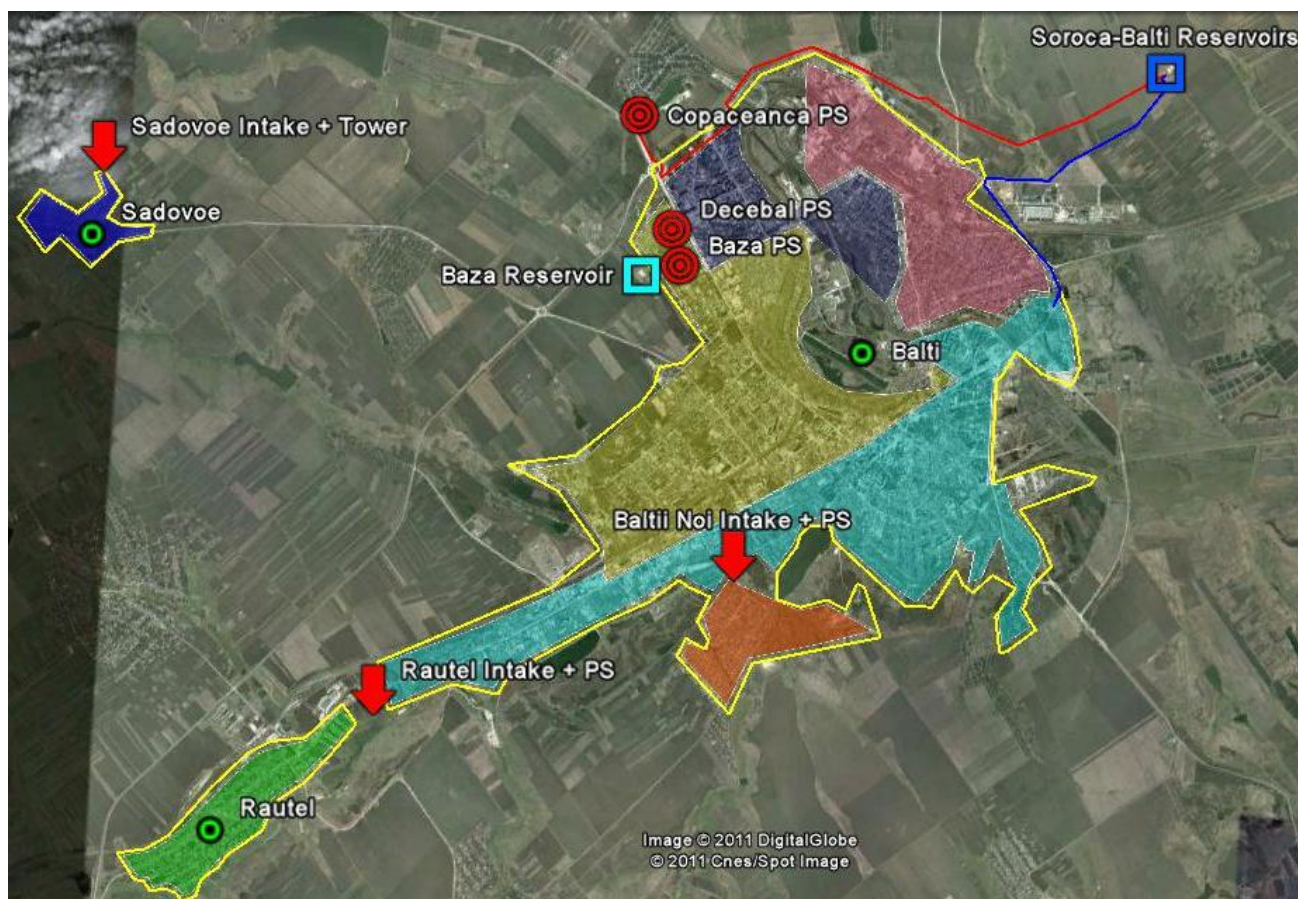 Soroca-Balti Reservoirs
Copaceanca PS
Sadovoe Intake + Tower
Sadovoe
Decebal PS
Baza PS
Baza Reservoir
Balti
Baltii Noi Intake + PS
Rautel Intake + PS
Rautel
Image © 2011 DigitalGlobe
© 2011 Cnes/Spot Image